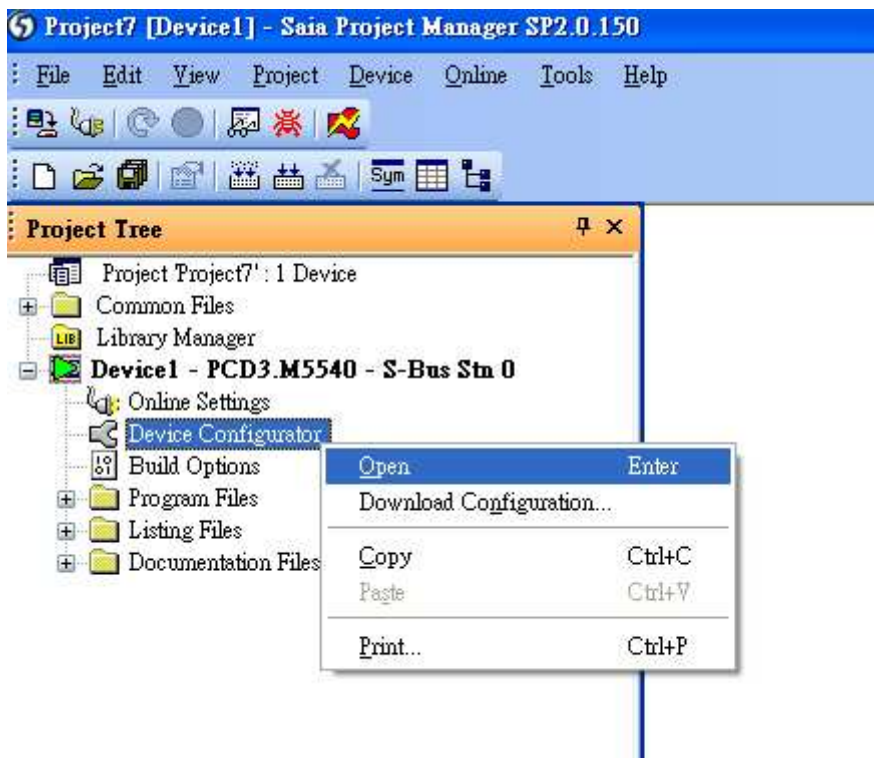 Project7 [Device1] - Saia Project Manager SP2.0.150
File Edit View Project Device Online Tools Help
Sym
Project Tree
Project 'Project7' : 1 Device
Common Files
LIB Library Manager
Device1 - PCD3.M5540 - S-Bus Stn 0
Online Settings
Device Configurator
Build Options
Program Files
Listing Files
Documentation Files
Open Enter
Download Configuration...
Copy Ctrl+C
Paste Ctrl+V
Print... Ctrl+P